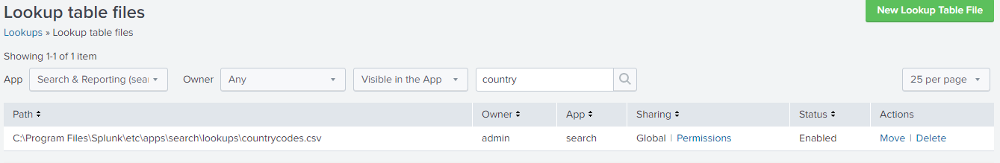 Lookup table files
New Lookup Table File
Lookups » Lookup table files
Showing 1-1 of 1 item
App Search & Reporting (sear Owner Any Visible in the App country 25 per page
Path Owner App Sharing Status Actions
C:\Program Files\Splunk\etc\apps\search\lookups\countrycodes.csv admin search Global | Permissions Enabled Move | Delete